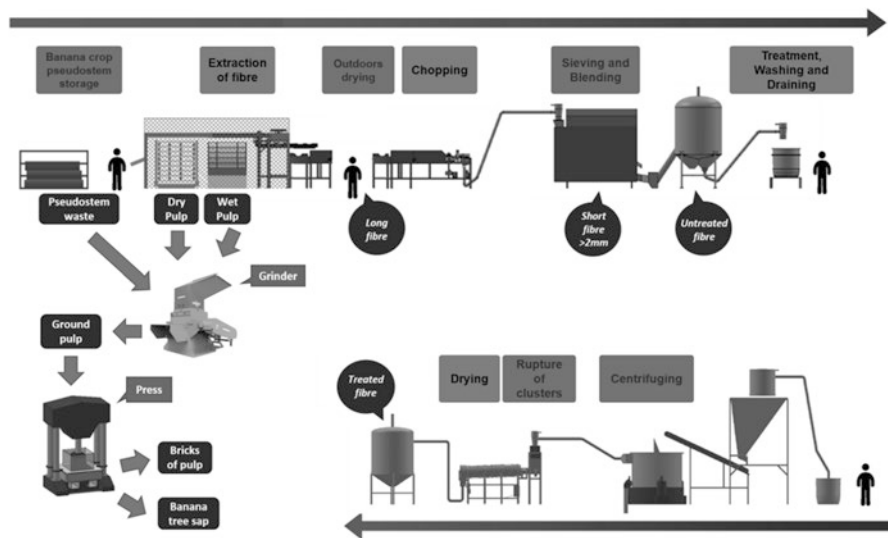 Banana crop
pseudostem
storage
Extraction
of fibre
Outdoors
drying
Chopping
Sieving and
Blending
Treatment,
Washing and
Draining
Pseudostem
waste
Dry
Pulp
Wet
Pulp
Long
fibre
Short
fibre
>2mm
Untreated
fibre
Grinder
Ground
pulp
Press
Bricks
of pulp
Banana
tree sap
Treated
fibre
Drying
Rupture
of
clusters
Centrifuging